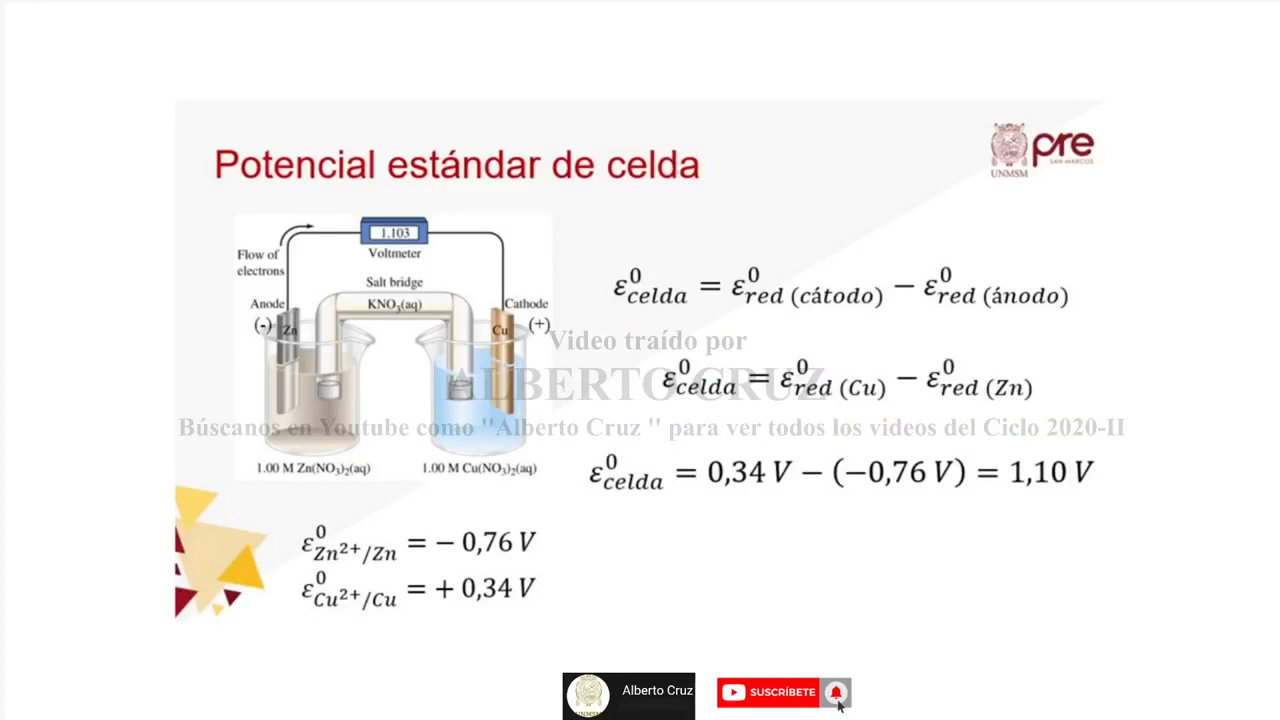 Potencial estándar de celda
pre
SAN MARCOS
UNMSM
1.103
Voltmeter
Flow of
electrons
Salt bridge
KNO₃(aq)
Anode
(-)
Zn
Cathode
Cu
(+)
1.00 M Zn(NO₃)₂(aq)
1.00 M Cu(NO₃)₂(aq)
ε⁰celda = ε⁰red (cátodo) − ε⁰red (ánodo)
Video traído por
ε⁰celda = ε⁰red (Cu) − ε⁰red (Zn)
ALBERTO CRUZ
Búscanos en Youtube como "Alberto Cruz " para ver todos los videos del Ciclo 2020-II
ε⁰celda = 0,34 V − (−0,76 V) = 1,10 V
ε⁰Zn²⁺/Zn = − 0,76 V
ε⁰Cu²⁺/Cu = + 0,34 V
UNMSM
Alberto Cruz
SUSCRÍBETE